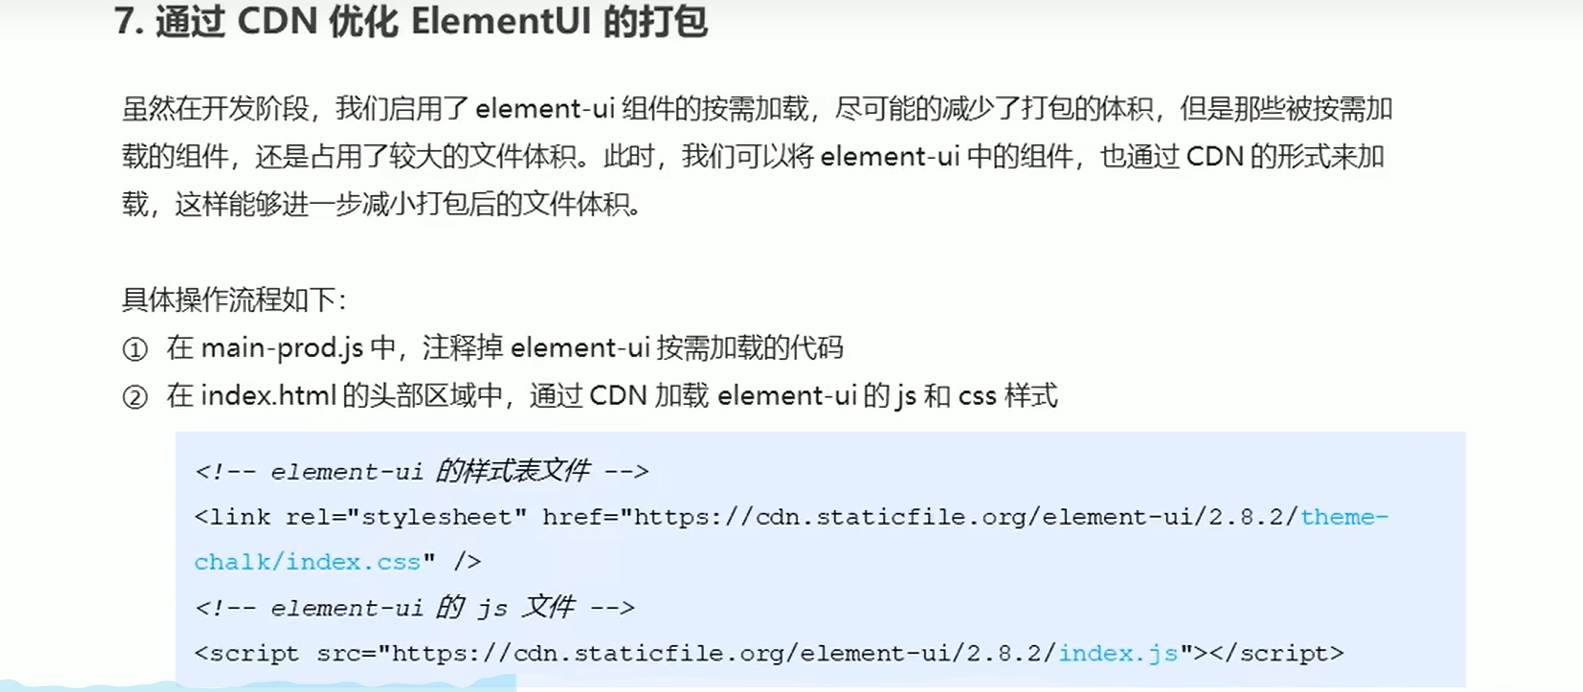 7. 通过 CDN 优化 ElementUI 的打包
虽然在开发阶段，我们启用了 element-ui 组件的按需加载，尽可能的减少了打包的体积，但是那些被按需加
载的组件，还是占用了较大的文件体积。此时，我们可以将 element-ui 中的组件，也通过 CDN 的形式来加
载，这样能够进一步减小打包后的文件体积。
具体操作流程如下：
① 在 main-prod.js 中，注释掉 element-ui 按需加载的代码
② 在 index.html 的头部区域中，通过 CDN 加载 element-ui 的 js 和 css 样式
<!-- element-ui 的样式表文件 -->
<link rel="stylesheet" href="https://cdn.staticfile.org/element-ui/2.8.2/theme-
chalk/index.css" />
<!-- element-ui 的 js 文件 -->
<script src="https://cdn.staticfile.org/element-ui/2.8.2/index.js"></script>